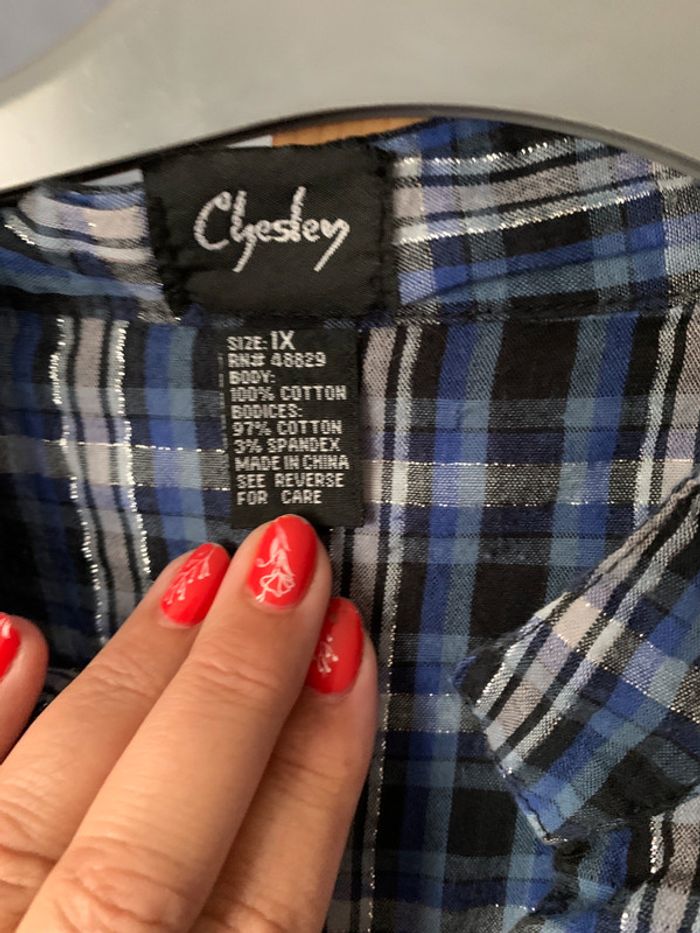 Chesley
SIZE: 1X
RN# 48829
BODY:
100% COTTON
BODICES:
97% COTTON
3% SPANDEX
MADE IN CHINA
SEE REVERSE
FOR CARE